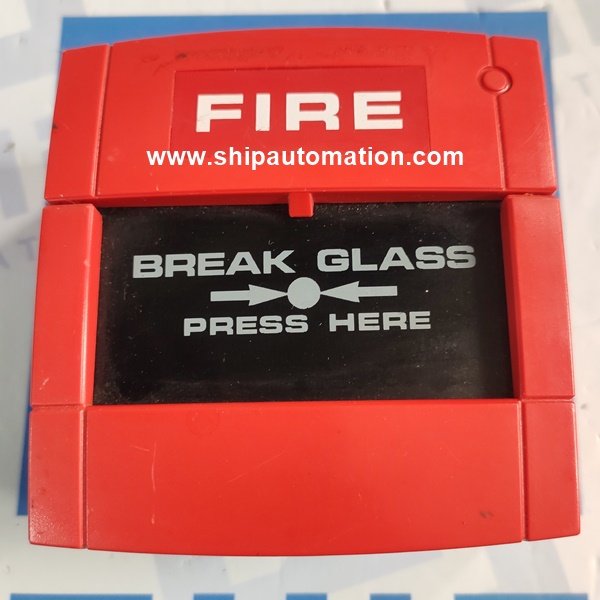 FIRE
www.shipautomation.com
BREAK GLASS
PRESS HERE